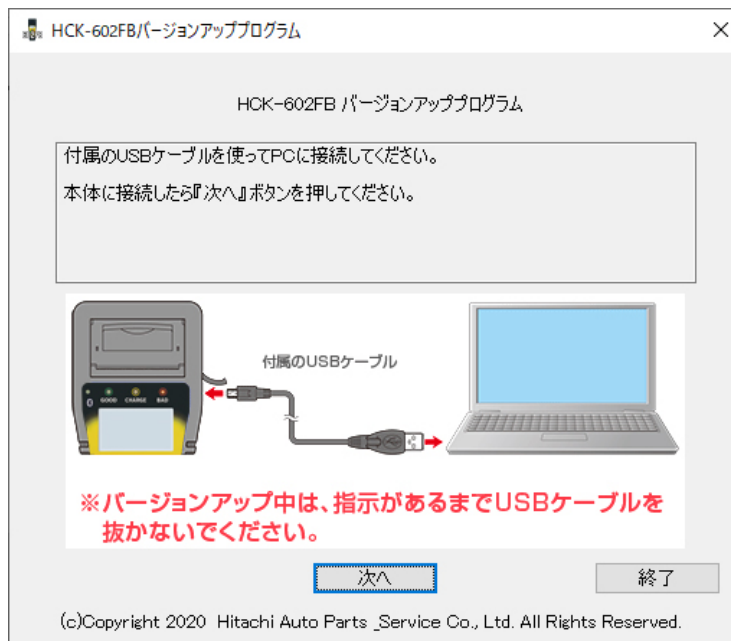 HCK-602FBバージョンアッププログラム
HCK-602FB バージョンアッププログラム
付属のUSBケーブルを使ってPCに接続してください。
本体に接続したら『次へ』ボタンを押してください。
付属のUSBケーブル
GOOD CHARGE BAD
※バージョンアップ中は、指示があるまでUSBケーブルを
抜かないでください。
次へ
終了
(c)Copyright 2020 Hitachi Auto Parts _Service Co., Ltd. All Rights Reserved.